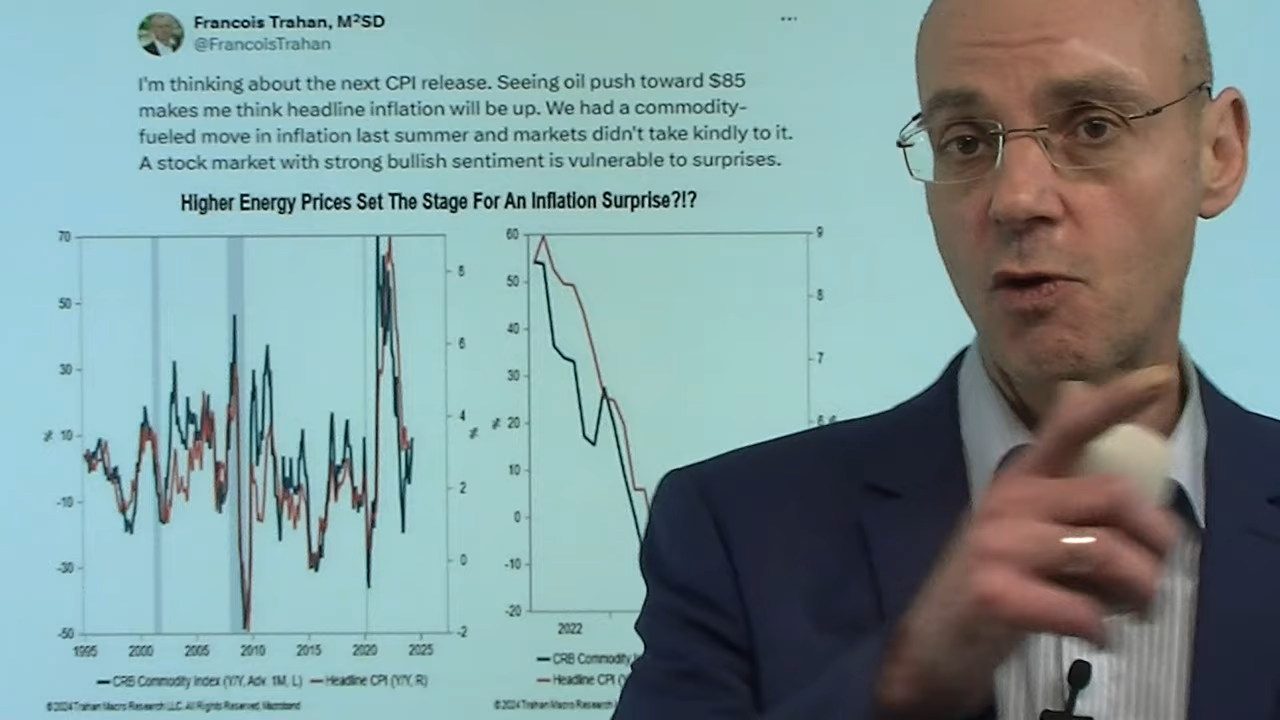 Francois Trahan, M²SD
@FrancoisTrahan
I'm thinking about the next CPI release. Seeing oil push toward $85
makes me think headline inflation will be up. We had a commodity-
fueled move in inflation last summer and markets didn't take kindly to it.
A stock market with strong bullish sentiment is vulnerable to surprises.
Higher Energy Prices Set The Stage For An Inflation Surprise?!?
70
50
30
10
-10
-30
-50
%
8
6
4
2
0
-2
%
1995 2000 2005 2010 2015 2020 2025
CRB Commodity Index (Y/Y, Adv. 1M, L) Headline CPI (Y/Y, R)
©2024 Trahan Macro Research LLC. All Rights Reserved, Macrobond
60
50
40
30
20
10
0
-10
-20
%
9
8
7
2022
CRB Commodity
Headline CPI
©2024 Trahan Macro Research